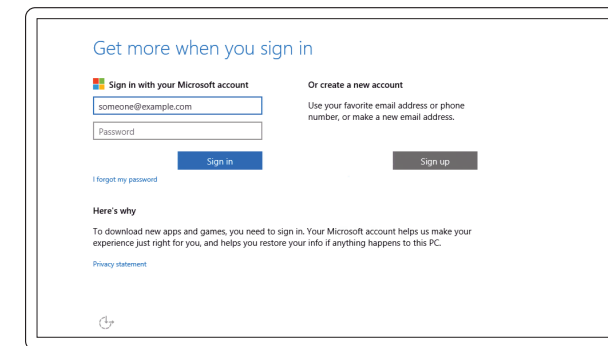 Get more when you sign in
Sign in with your Microsoft account
someone@example.com
Password
Sign in
I forgot my password
Or create a new account
Use your favorite email address or phone
number, or make a new email address.
Sign up
Here's why
To download new apps and games, you need to sign in. Your Microsoft account helps us make your
experience just right for you, and helps you restore your info if anything happens to this PC.
Privacy statement